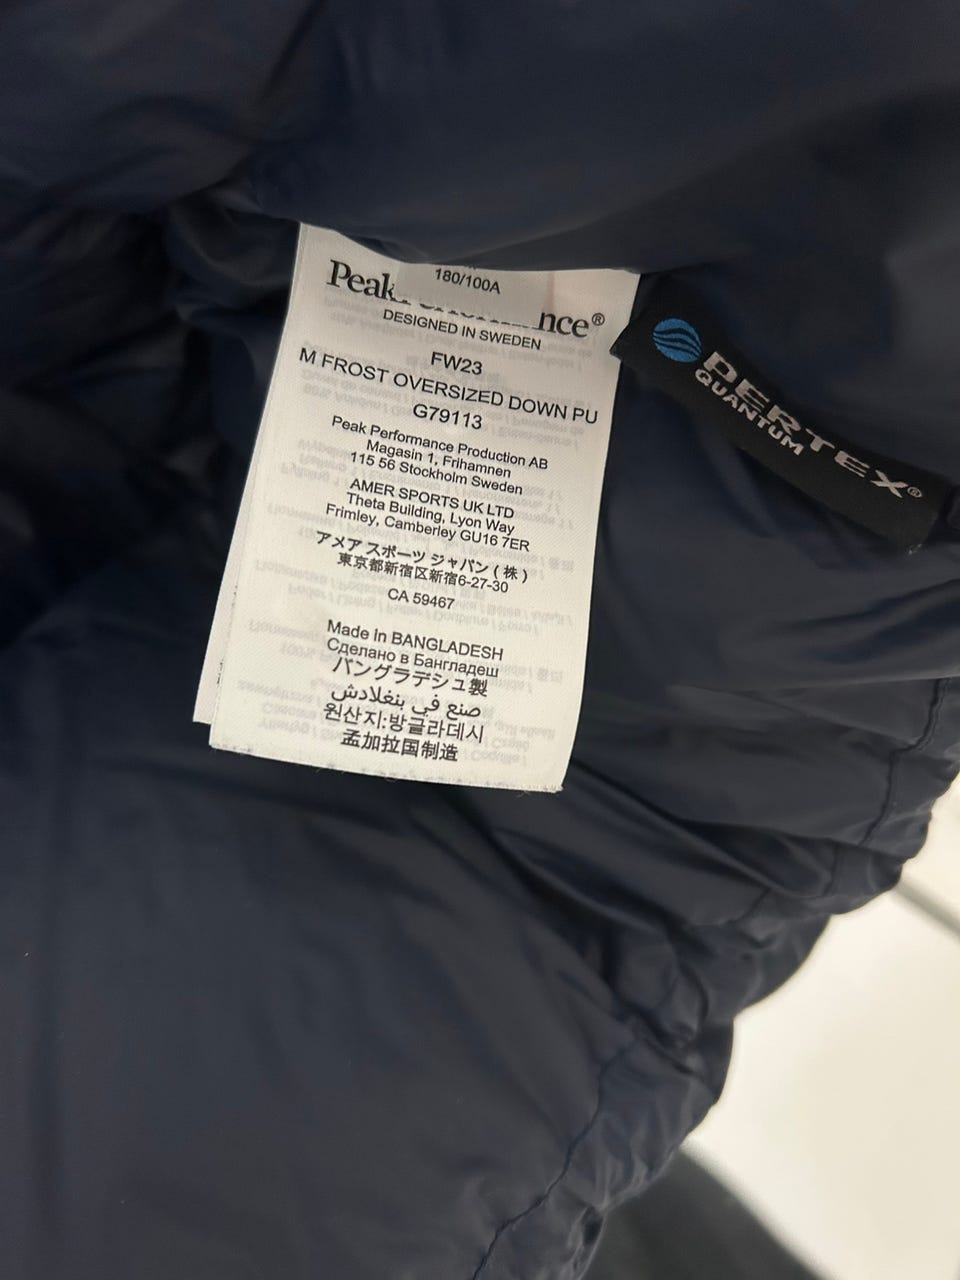 180/100A
Peak nce®
DESIGNED IN SWEDEN
FW23
M FROST OVERSIZED DOWN PU
G79113
Peak Performance Production AB
Magasin 1, Frihamnen
115 56 Stockholm Sweden
AMER SPORTS UK LTD
Theta Building, Lyon Way
Frimley, Camberley GU16 7ER
アメア スポーツ ジャパン ( 株 )
東京都新宿区新宿6-27-30
CA 59467
Made In BANGLADESH
Сделано в Бангладеш
バングラデシュ製
صنع في بنغلادش
원산지:방글라데시
孟加拉国制造
PERTEX®
QUANTUM